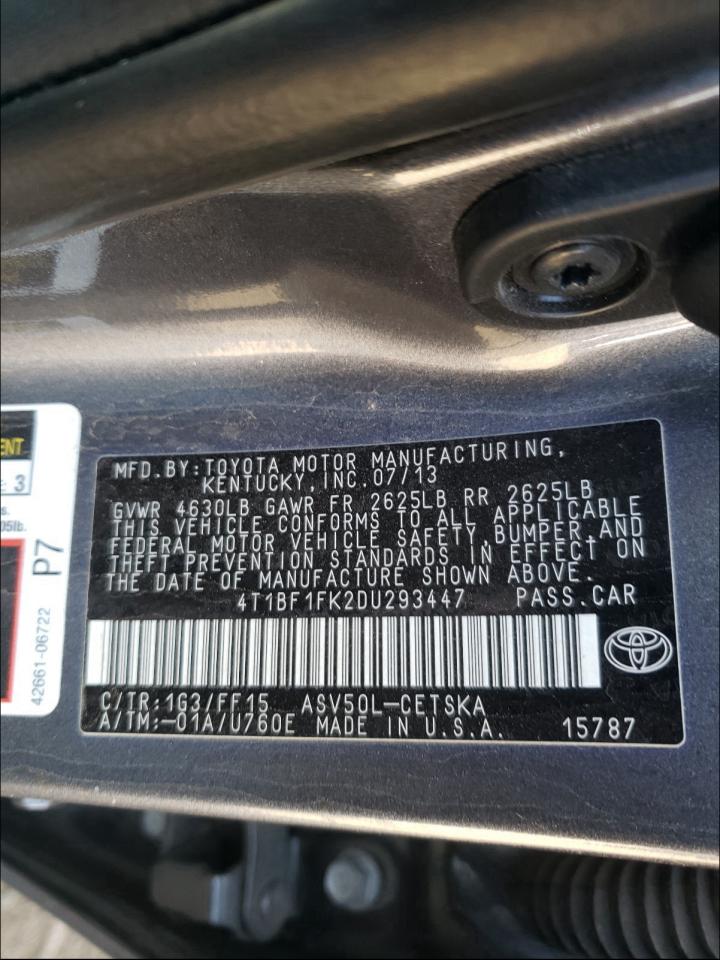 MFD.BY:TOYOTA MOTOR MANUFACTURING,
KENTUCKY,INC. 07/13
GVWR 4630LB GAWR FR 2625LB RR 2625LB
THIS VEHICLE CONFORMS TO ALL APPLICABLE
FEDERAL MOTOR VEHICLE SAFETY,BUMPER,AND
THEFT PREVENTION STANDARDS IN EFFECT ON
THE DATE OF MANUFACTURE SHOWN ABOVE.
4T1BF1FK2DU293447 PASS.CAR
C/TR:1G3/FF15 ASV50L-CETSKA
A/TM:-01A/U760E MADE IN U.S.A. 15787
3
05lb.
P7
42661-06722